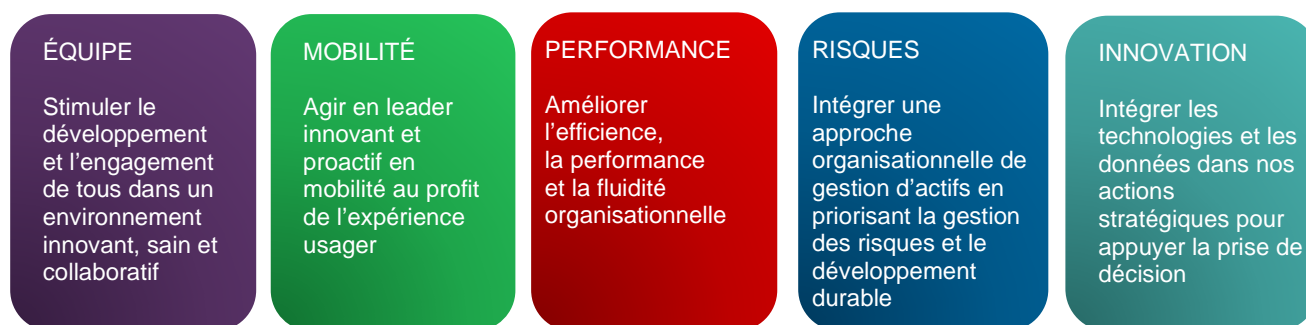 ÉQUIPE
Stimuler le
développement
et l’engagement
de tous dans un
environnement
innovant, sain et
collaboratif
MOBILITÉ
Agir en leader
innovant et
proactif en
mobilité au profit
de l’expérience
usager
PERFORMANCE
Améliorer
l’efficience,
la performance
et la fluidité
organisationnelle
RISQUES
Intégrer une
approche
organisationnelle de
gestion d’actifs en
priorisant la gestion
des risques et le
développement
durable
INNOVATION
Intégrer les
technologies et les
données dans nos
actions
stratégiques pour
appuyer la prise de
décision